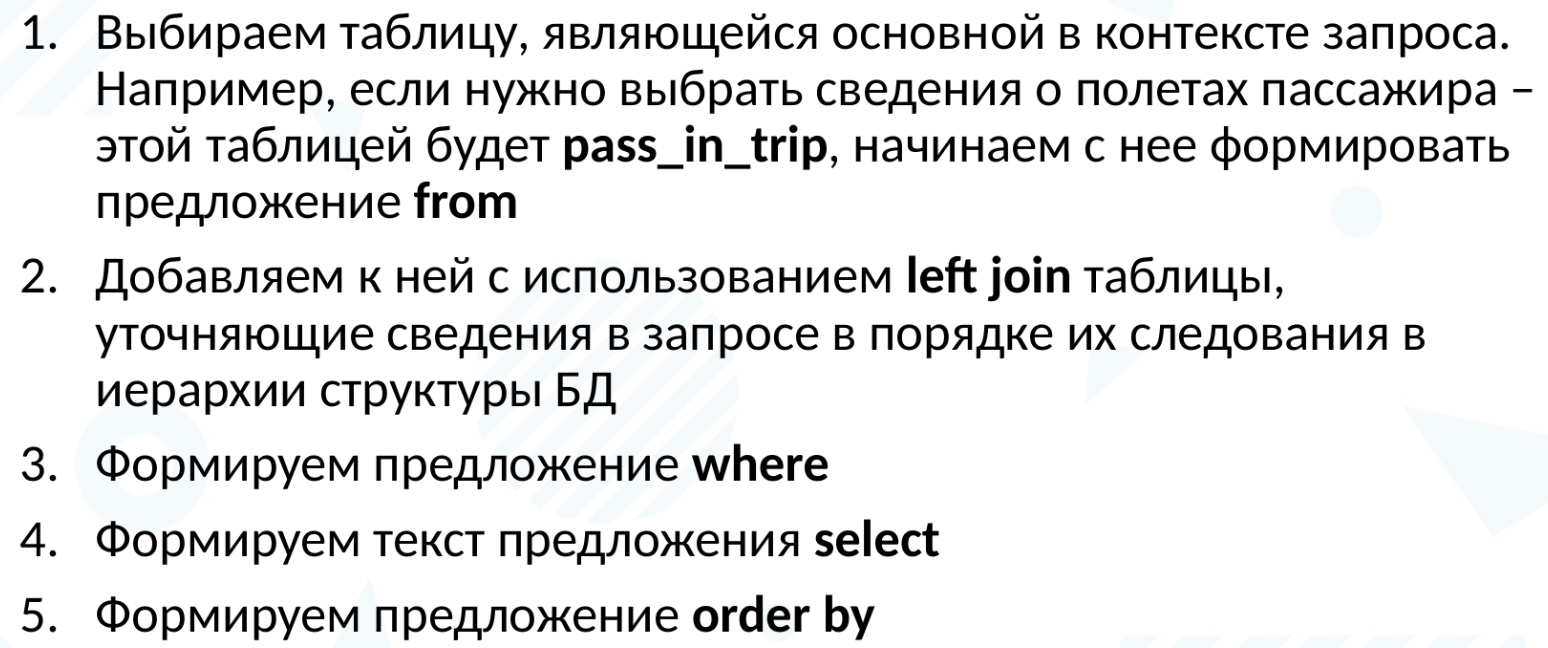 1. Выбираем таблицу, являющейся основной в контексте запроса.
Например, если нужно выбрать сведения о полетах пассажира –
этой таблицей будет pass_in_trip, начинаем с нее формировать
предложение from
2. Добавляем к ней с использованием left join таблицы,
уточняющие сведения в запросе в порядке их следования в
иерархии структуры БД
3. Формируем предложение where
4. Формируем текст предложения select
5. Формируем предложение order by